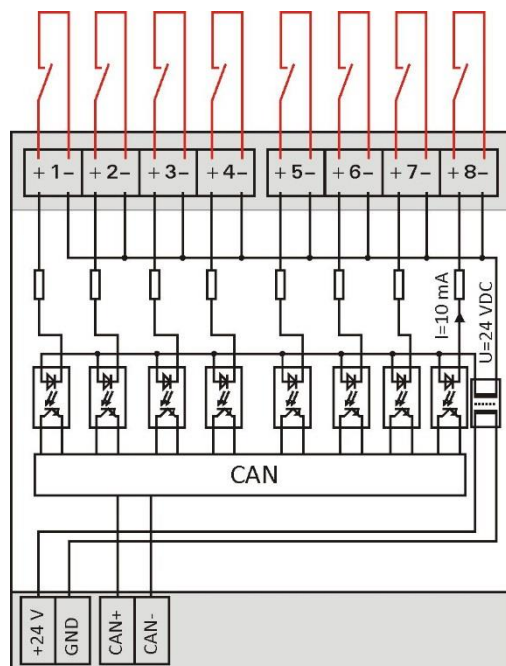 + 1 – + 2 – + 3 – + 4 – + 5 – + 6 – + 7 – + 8 –
I=10 mA
U=24 VDC
CAN
+24 V
GND
CAN+
CAN-